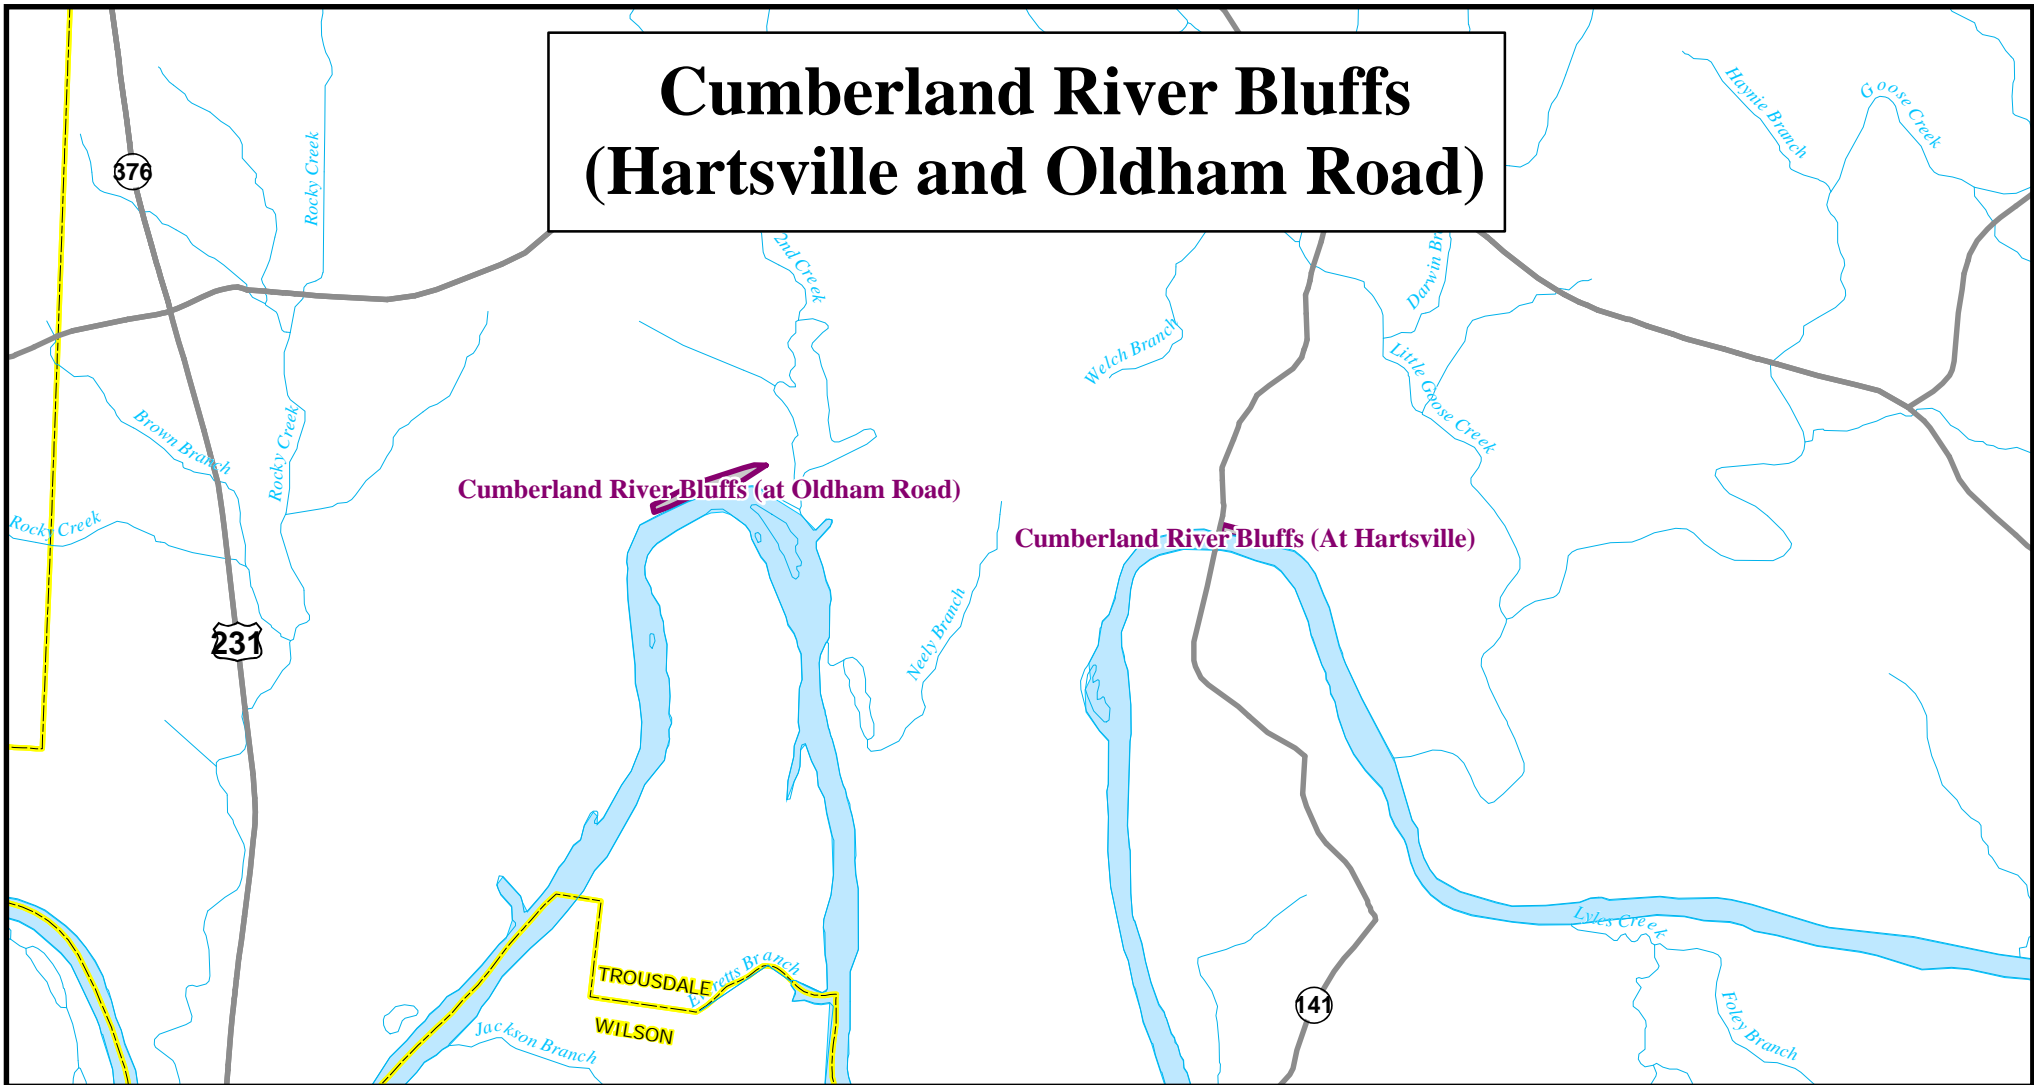 Cumberland River Bluffs
(Hartsville and Oldham Road)
Haynie Branch
Goose Creek
376
Rocky Creek
2nd Creek
Darwin Br
Welch Branch
Little Goose Creek
Brown Branch
Rocky Creek
Cumberland River Bluffs (at Oldham Road)
Rocky Creek
Cumberland River Bluffs (At Hartsville)
231
Neely Branch
Lyles Creek
TROUSDALE
Everetts Branch
WILSON
Jackson Branch
141
Foley Branch